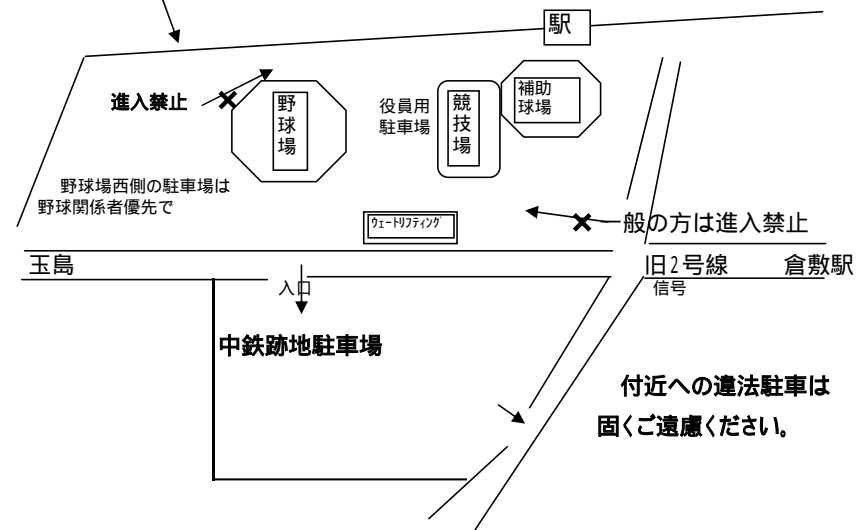 駅
進入禁止
野球場
役員用
駐車場
競技場
補助
球場
野球場西側の駐車場は
野球関係者優先で
ウェートリフティング
一般の方は進入禁止
玉島
旧2号線
倉敷駅
入口
信号
中鉄跡地駐車場
付近への違法駐車は
固くご遠慮ください。